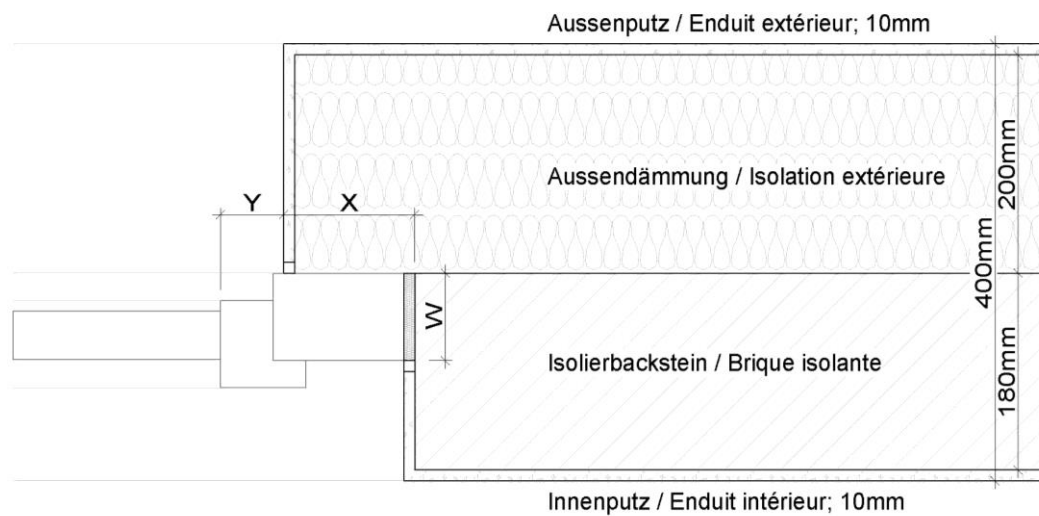 Aussenputz / Enduit extérieur; 10mm
Aussendämmung / Isolation extérieure
200mm
Y
X
400mm
W
Isolierbackstein / Brique isolante
180mm
Innenputz / Enduit intérieur; 10mm